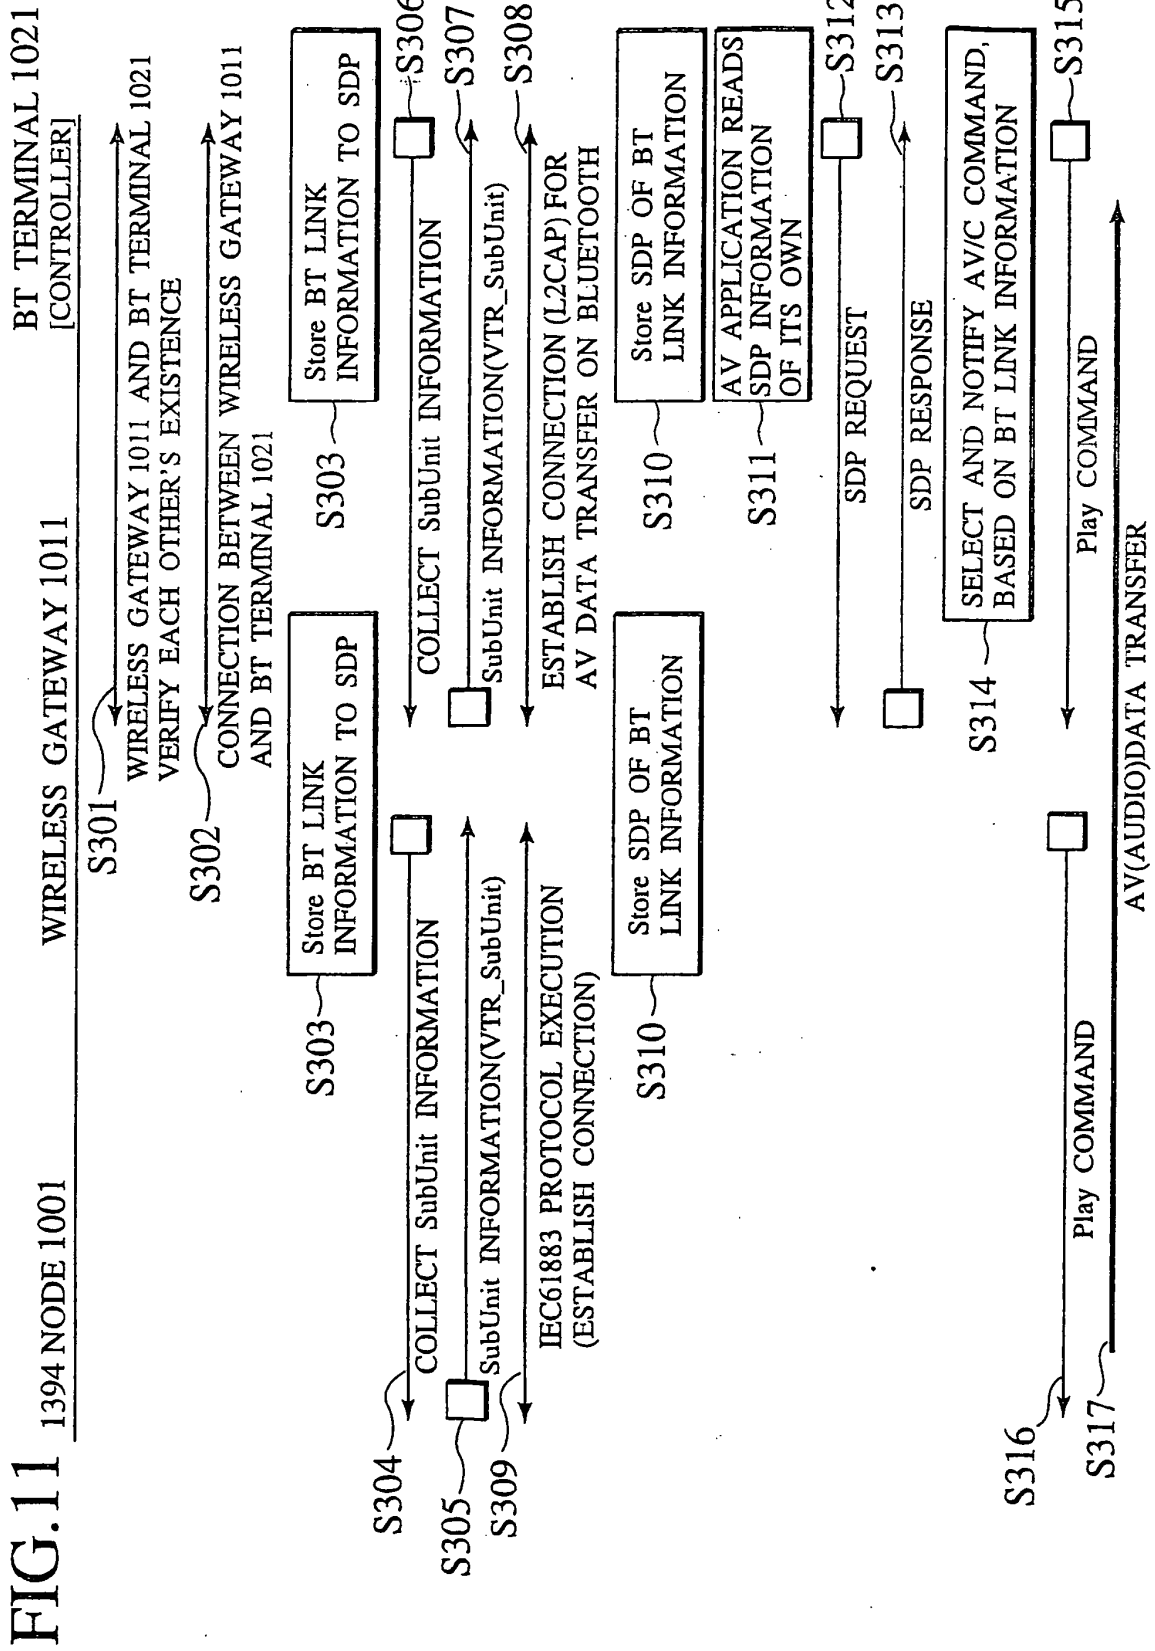 FIG.11
1394 NODE 1001
WIRELESS GATEWAY 1011
BT TERMINAL 1021
[CONTROLLER]
S301
WIRELESS GATEWAY 1011 AND BT TERMINAL 1021
VERIFY EACH OTHER'S EXISTENCE
S302
CONNECTION BETWEEN WIRELESS GATEWAY 1011
AND BT TERMINAL 1021
S303
Store BT LINK
INFORMATION TO SDP
S303
Store BT LINK
INFORMATION TO SDP
S304
COLLECT SubUnit INFORMATION
S306
COLLECT SubUnit INFORMATION
S305
SubUnit INFORMATION(VTR_SubUnit)
S307
SubUnit INFORMATION(VTR_SubUnit)
S309
IEC61883 PROTOCOL EXECUTION
(ESTABLISH CONNECTION)
S308
ESTABLISH CONNECTION (L2CAP) FOR
AV DATA TRANSFER ON BLUETOOTH
S310
Store SDP OF BT
LINK INFORMATION
S310
Store SDP OF BT
LINK INFORMATION
S311
AV APPLICATION READS
SDP INFORMATION
OF ITS OWN
S312
SDP REQUEST
S313
SDP RESPONSE
S314
SELECT AND NOTIFY AV/C COMMAND,
BASED ON BT LINK INFORMATION
S315
Play COMMAND
S316
Play COMMAND
S317
AV(AUDIO)DATA TRANSFER